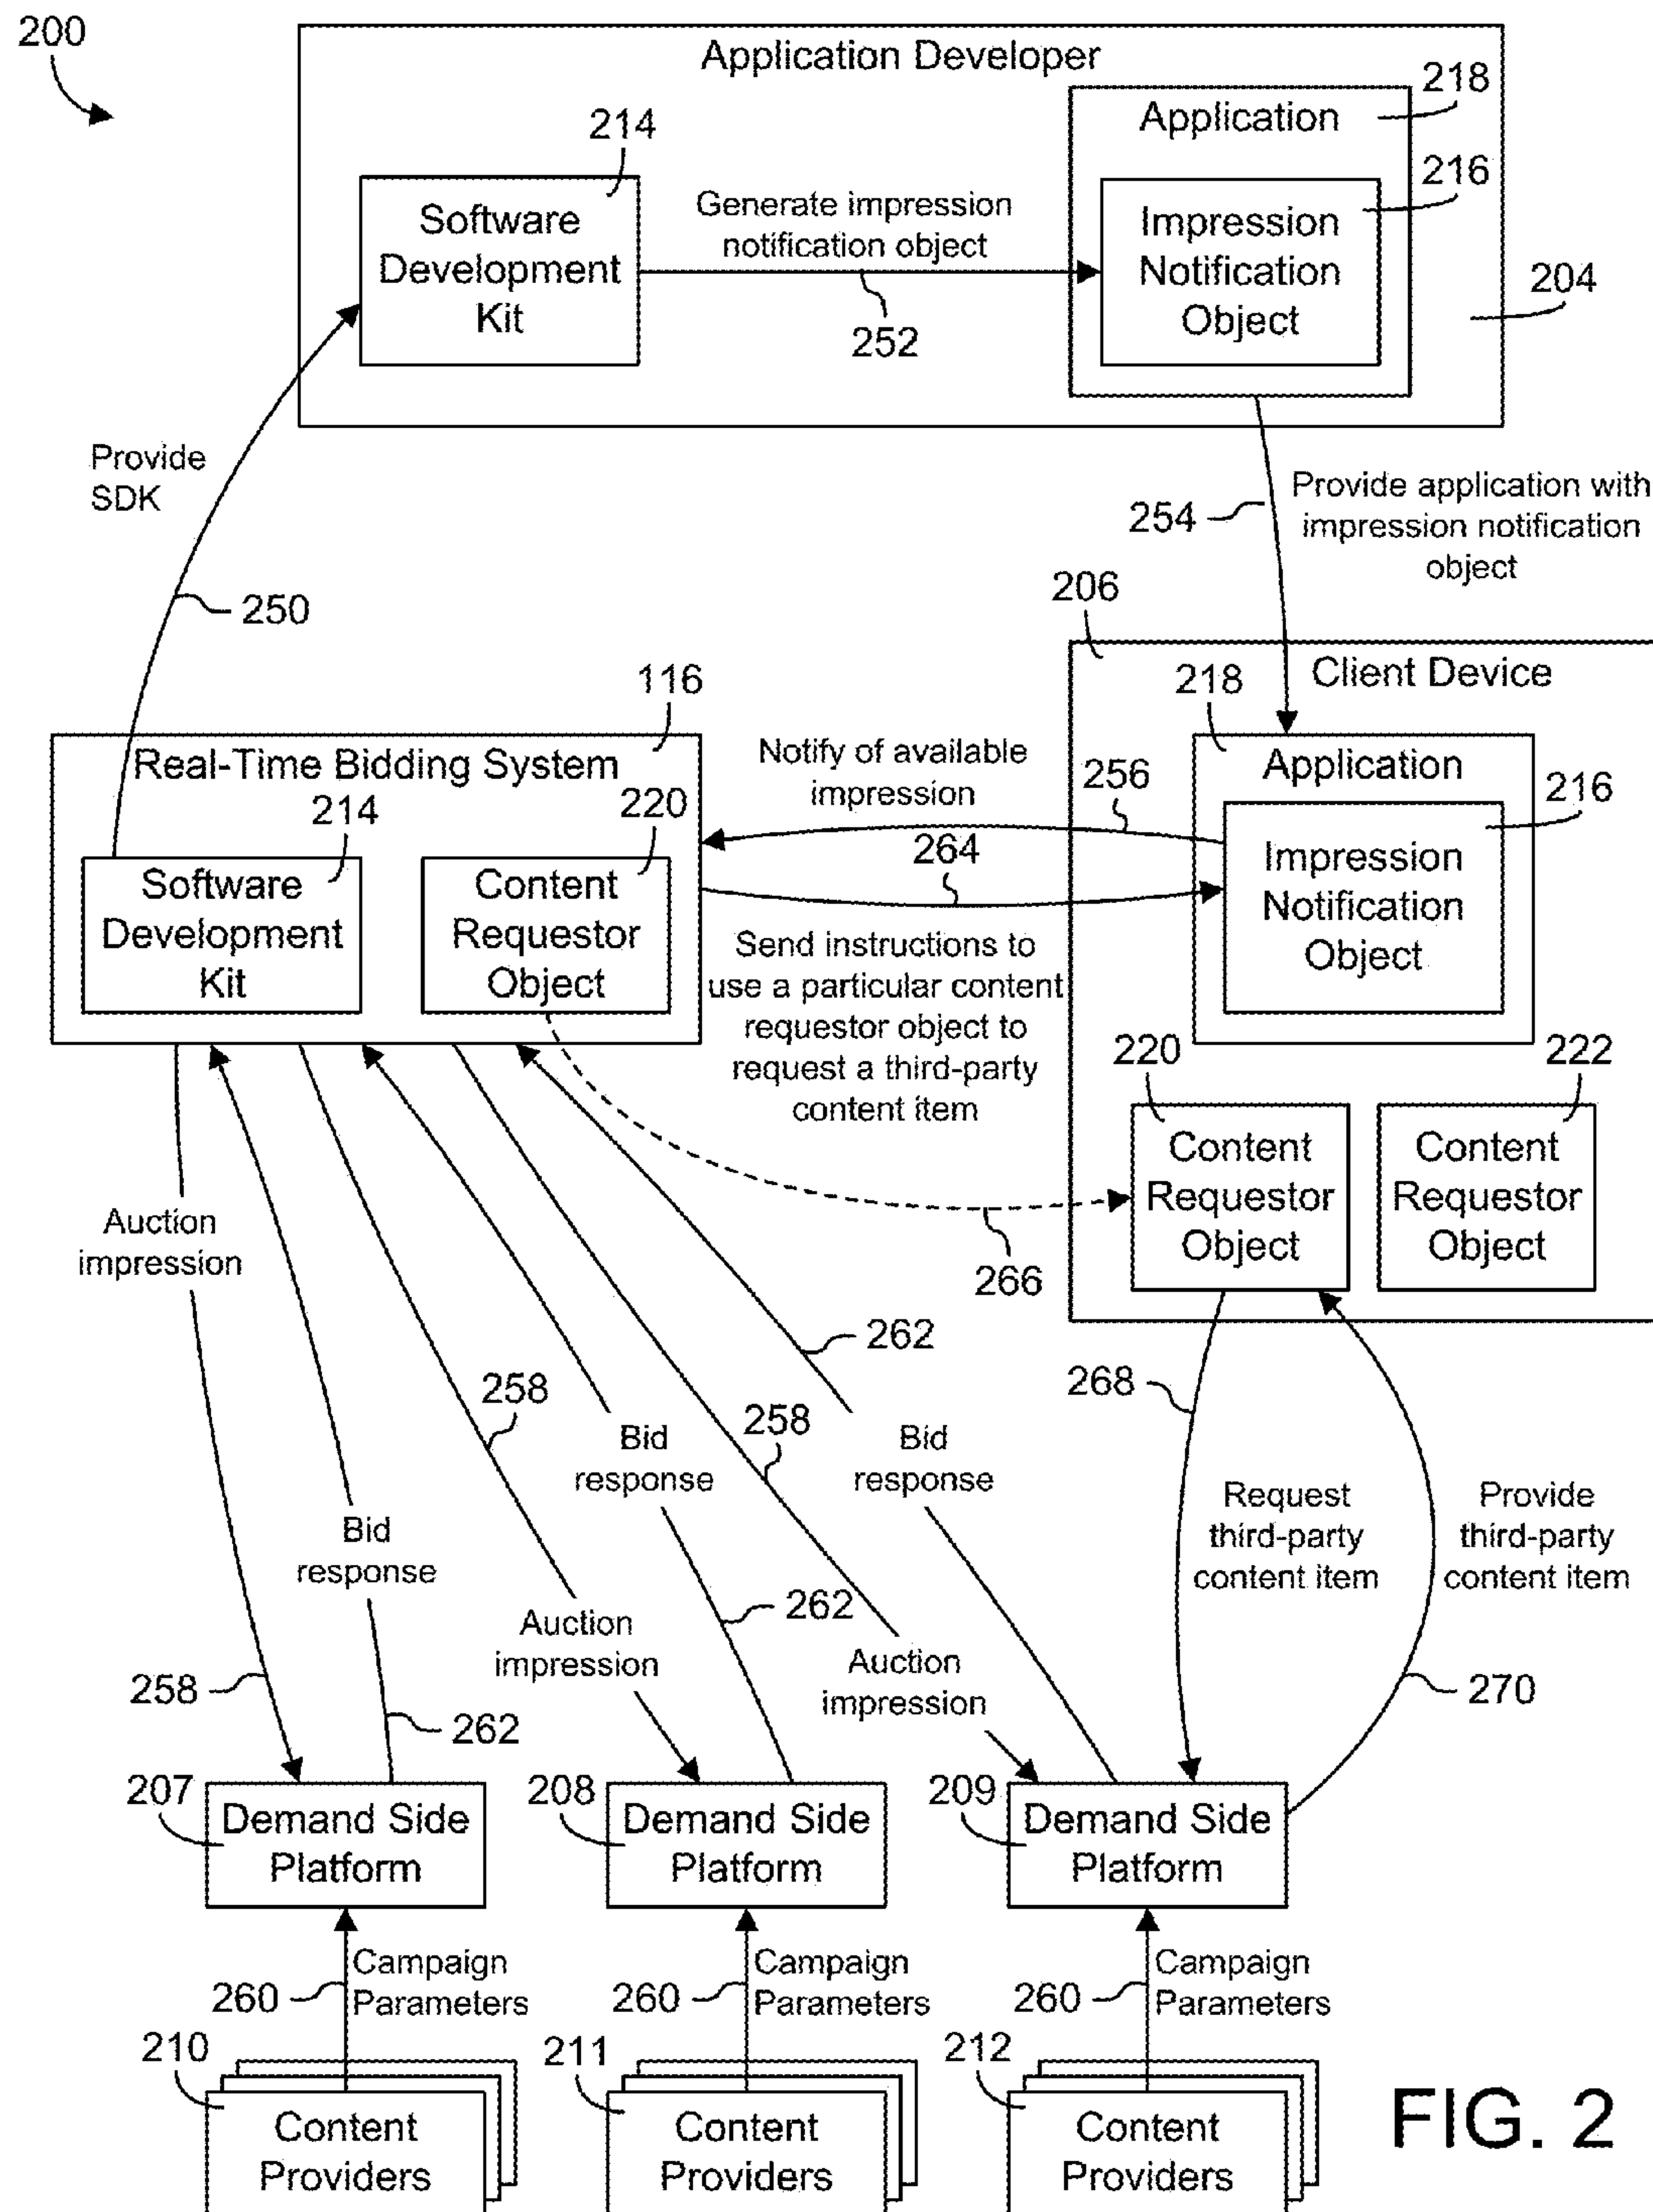 200
Application Developer
218
Application
214
216
Software
Development
Kit
Generate impression
notification object
252
Impression
Notification
Object
204
Provide
SDK
250
254
Provide application with
impression notification
object
206
Client Device
116
Real-Time Bidding System
214
220
Software
Development
Kit
Content
Requestor
Object
Notify of available
impression
256
264
Send instructions to
use a particular content
requestor object to
request a third-party
content item
218
Application
216
Impression
Notification
Object
220
222
Content
Requestor
Object
Content
Requestor
Object
266
Auction
impression
262
268
258
258
Bid
response
Bid
response
Request
third-party
content item
Provide
third-party
content item
Bid
response
262
Auction
impression
Auction
impression
258
262
270
207
Demand Side
Platform
208
Demand Side
Platform
209
Demand Side
Platform
260
Campaign
Parameters
260
Campaign
Parameters
260
Campaign
Parameters
210
Content
Providers
211
Content
Providers
212
Content
Providers
FIG. 2